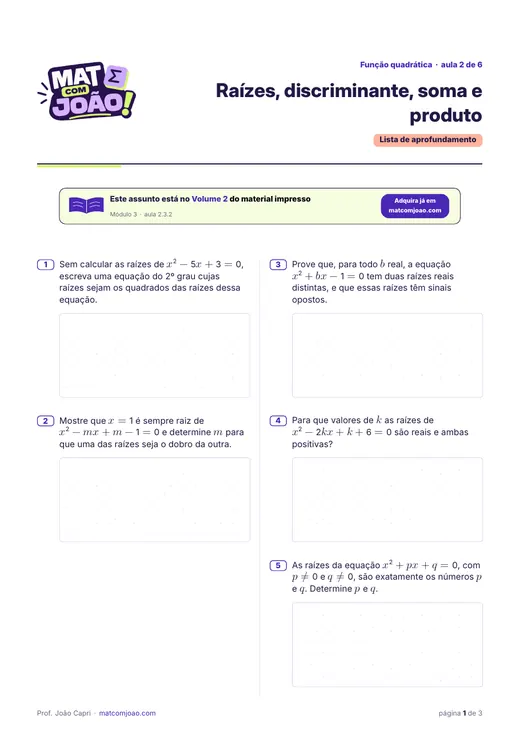 MAT
COM
JOÃO!
Função quadrática · aula 2 de 6
Raízes, discriminante, soma e
produto
Lista de aprofundamento
Este assunto está no Volume 2 do material impresso
Módulo 3 · aula 2.3.2
Adquira já em
matcomjoao.com
1 Sem calcular as raízes de x² − 5x + 3 = 0,
escreva uma equação do 2º grau cujas
raízes sejam os quadrados das raízes dessa
equação.
2 Mostre que x = 1 é sempre raiz de
x² − mx + m − 1 = 0 e determine m para
que uma das raízes seja o dobro da outra.
3 Prove que, para todo b real, a equação
x² + bx − 1 = 0 tem duas raízes reais
distintas, e que essas raízes têm sinais
opostos.
4 Para que valores de k as raízes de
x² − 2kx + k + 6 = 0 são reais e ambas
positivas?
5 As raízes da equação x² + px + q = 0, com
p ≠ 0 e q ≠ 0, são exatamente os números p
e q. Determine p e q.
Prof. João Capri · matcomjoao.com
página 1 de 3